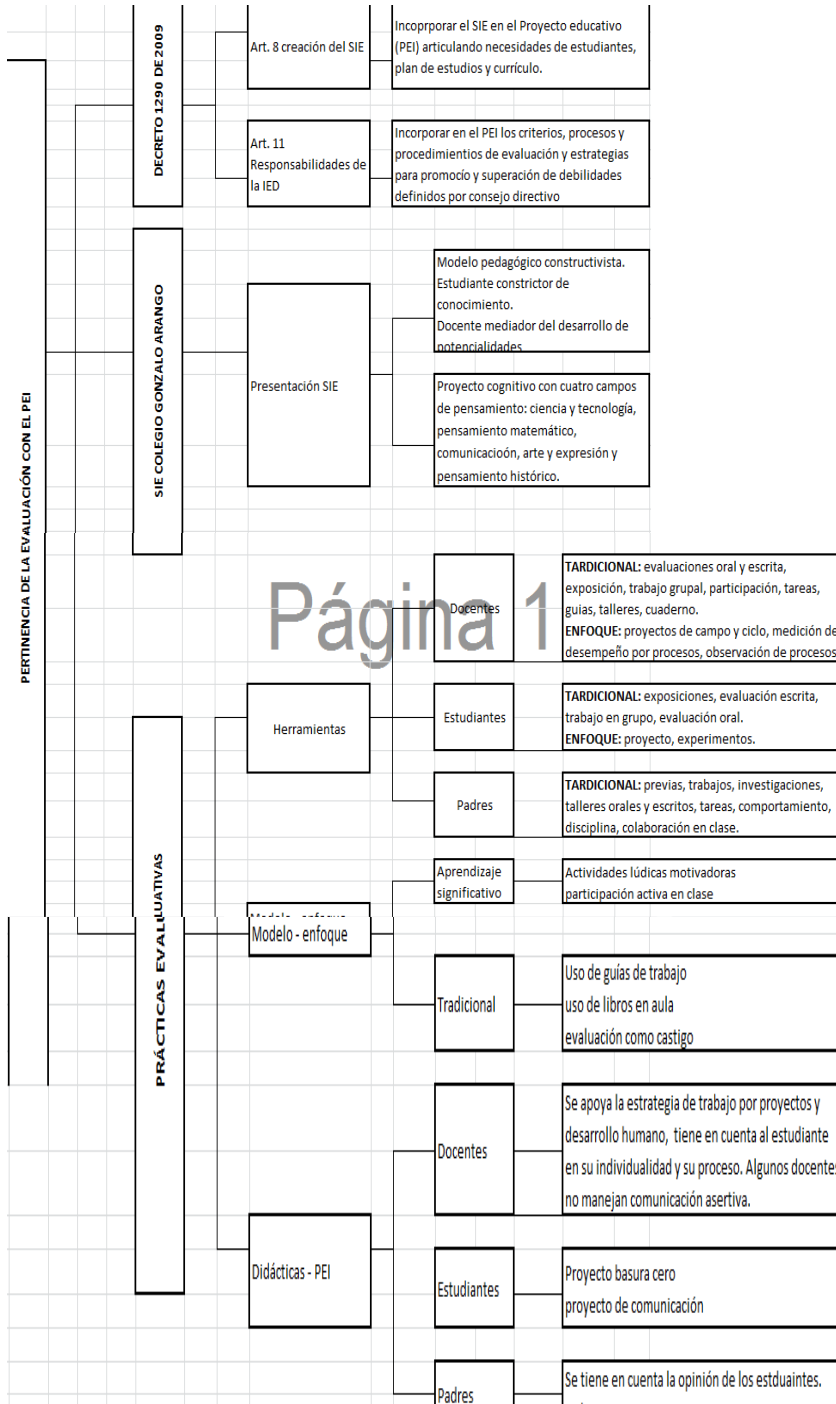 PERTINENCIA DE LA EVALUACIÓN CON EL PEI
DECRETO 1290 DE 2009
Art. 8 creación del SIE
Incoprporar el SIE en el Proyecto educativo
(PEI) articulando necesidades de estudiantes,
plan de estudios y currículo.
Art. 11
Responsabilidades de
la IED
Incorporar en el PEI los criterios, procesos y
procedimientios de evaluación y estrategias
para promocío y superación de debilidades
definidos por consejo directivo
SIE COLEGIO GONZALO ARANGO
Presentación SIE
Modelo pedagógico constructivista.
Estudiante constrictor de
conocimiento.
Docente mediador del desarrollo de
potencialidades
Proyecto cognitivo con cuatro campos
de pensamiento: ciencia y tecnología,
pensamiento matemático,
comunicacioón, arte y expresión y
pensamiento histórico.
Página 1
PRÁCTICAS EVALUATIVAS
Herramientas
Docentes
TARDICIONAL: evaluaciones oral y escrita,
exposición, trabajo grupal, participación, tareas,
guias, talleres, cuaderno.
ENFOQUE: proyectos de campo y ciclo, medición de
desempeño por procesos, observación de procesos
Estudiantes
TARDICIONAL: exposiciones, evaluación escrita,
trabajo en grupo, evaluación oral.
ENFOQUE: proyecto, experimentos.
Padres
TARDICIONAL: previas, trabajos, investigaciones,
talleres orales y escritos, tareas, comportamiento,
disciplina, colaboración en clase.
Modelo - enfoque
Aprendizaje
significativo
Actividades lúdicas motivadoras
participación activa en clase
Tradicional
Uso de guías de trabajo
uso de libros en aula
evaluación como castigo
Didácticas - PEI
Docentes
Se apoya la estrategia de trabajo por proyectos y
desarrollo humano, tiene en cuenta al estudiante
en su individualidad y su proceso. Algunos docentes
no manejan comunicación asertiva.
Estudiantes
Proyecto basura cero
proyecto de comunicación
Padres
Se tiene en cuenta la opinión de los estduaintes.